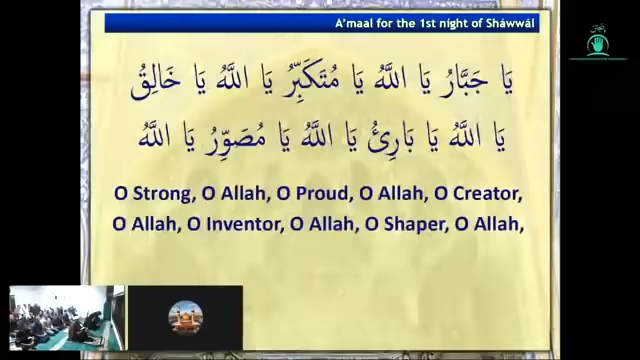 A'maal for the 1st night of Sháwwál
يَا جَبَّارُ يَا اللَّهُ يَا مُتَكَبِّرُ يَا اللَّهُ يَا خَالِقُ
يَا اللَّهُ يَا بَارِئُ يَا اللَّهُ يَا مُصَوِّرُ يَا اللَّهُ
O Strong, O Allah, O Proud, O Allah, O Creator,
O Allah, O Inventor, O Allah, O Shaper, O Allah,